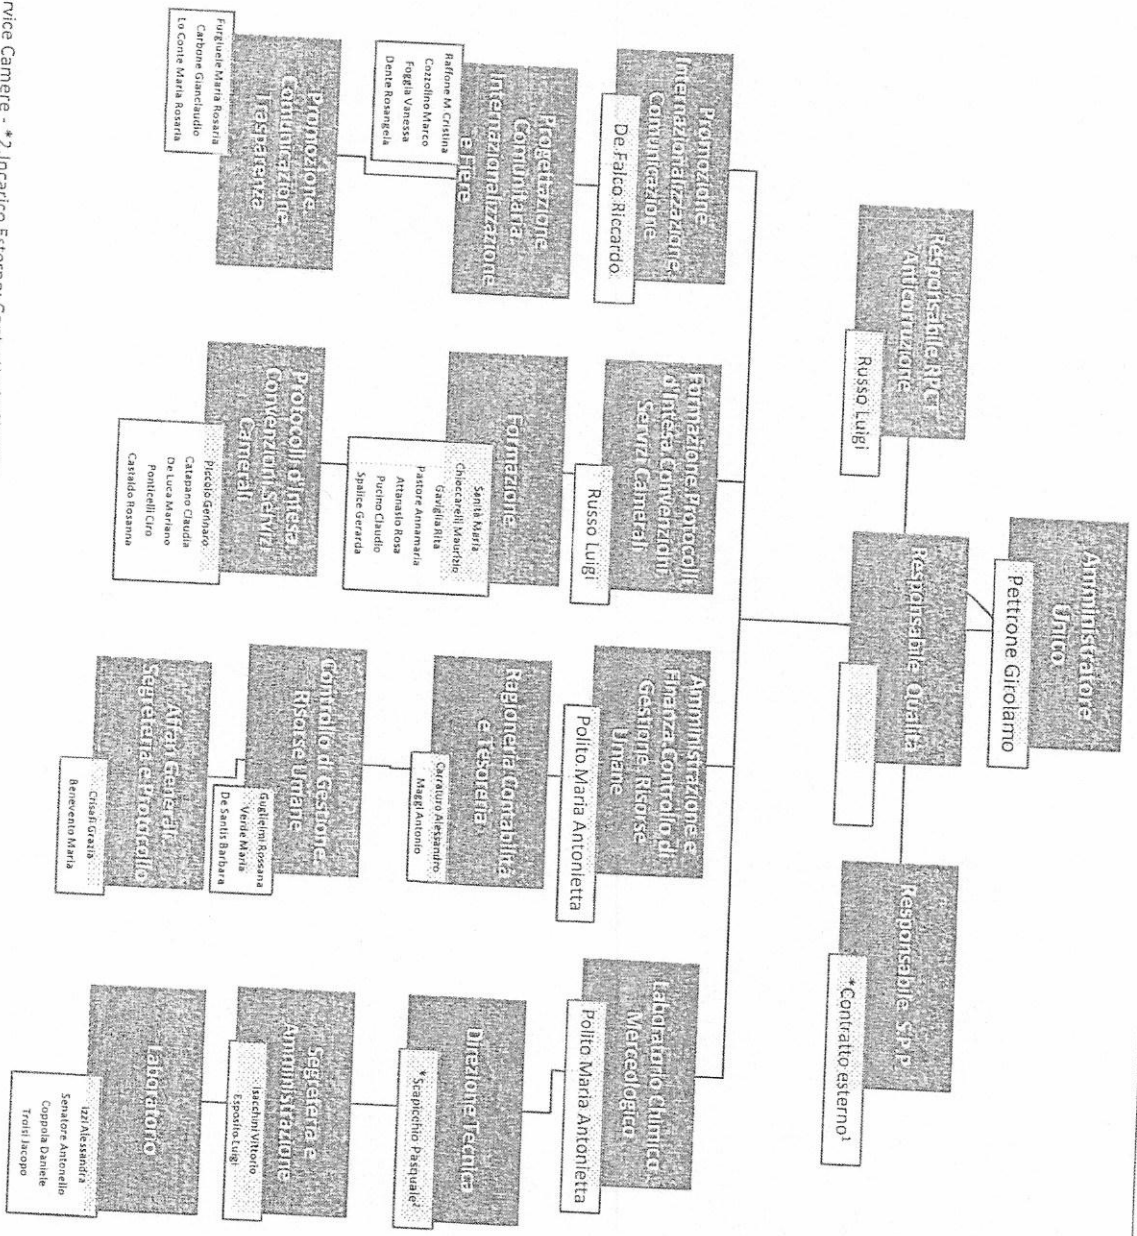 Amministratore
Unico
Pettrone Girolamo
Responsabile RPCT
Anticorruzione
Russo Luigi
Responsabile Qualità
Responsabile SPP
*Contratto esterno¹
Promozione
Internazionalizzazione
Comunicazione
De Falco Riccardo
Progettazione
Comunitaria
Internazionalizzazione
e Fiere
Raffone M Cristina
Cozzolino Marco
Foggia Vanessa
Dente Rosangela
Promozione
Comunicazione
Trasparenza
Furgiuele Maria Rosaria
Carbone Gianclaudio
Lo Conte Maria Rosaria
Formazione Protocolli
d'Intesa Convenzioni
Servizi Camerali
Russo Luigi
Formazione
Sanità Maria
Chioccarelli Maurizio
Gaviglia Rita
Pastore Annamaria
Attanasio Rosa
Pucino Claudio
Spalice Gerarda
Protocolli d'Intesa
Convenzioni Servizi
Camerali
Piccolo Gennaro
Catapano Claudia
De Luca Mariano
Ponticelli Ciro
Castaldo Rosanna
Amministrazione e
Finanza Controllo di
Gestione, Risorse
Umane
Polito Maria Antonietta
Ragioneria Contabilità
e Tesoreria
Carraturo Alessandro
Maggi Antonio
Controllo di Gestione
Risorse Umane
Guglielmi Rossana
Verde Maria
De Santis Barbara
Affari Generali
Segreteria e Protocollo
Crisafi Grazia
Benevento Maria
Laboratorio Chimico
Merceologico
Polito Maria Antonietta
Direzione Tecnica
*Scapicchio Pasquale²
Segreteria e
Amministrazione
Isacchini Vittorio
Esposito Luigi
Laboratorio
Izzi Alessandra
Senatore Antonello
Coppola Daniele
Troisi Jacopo
rvice Camere - *2 Incarico Esterno: